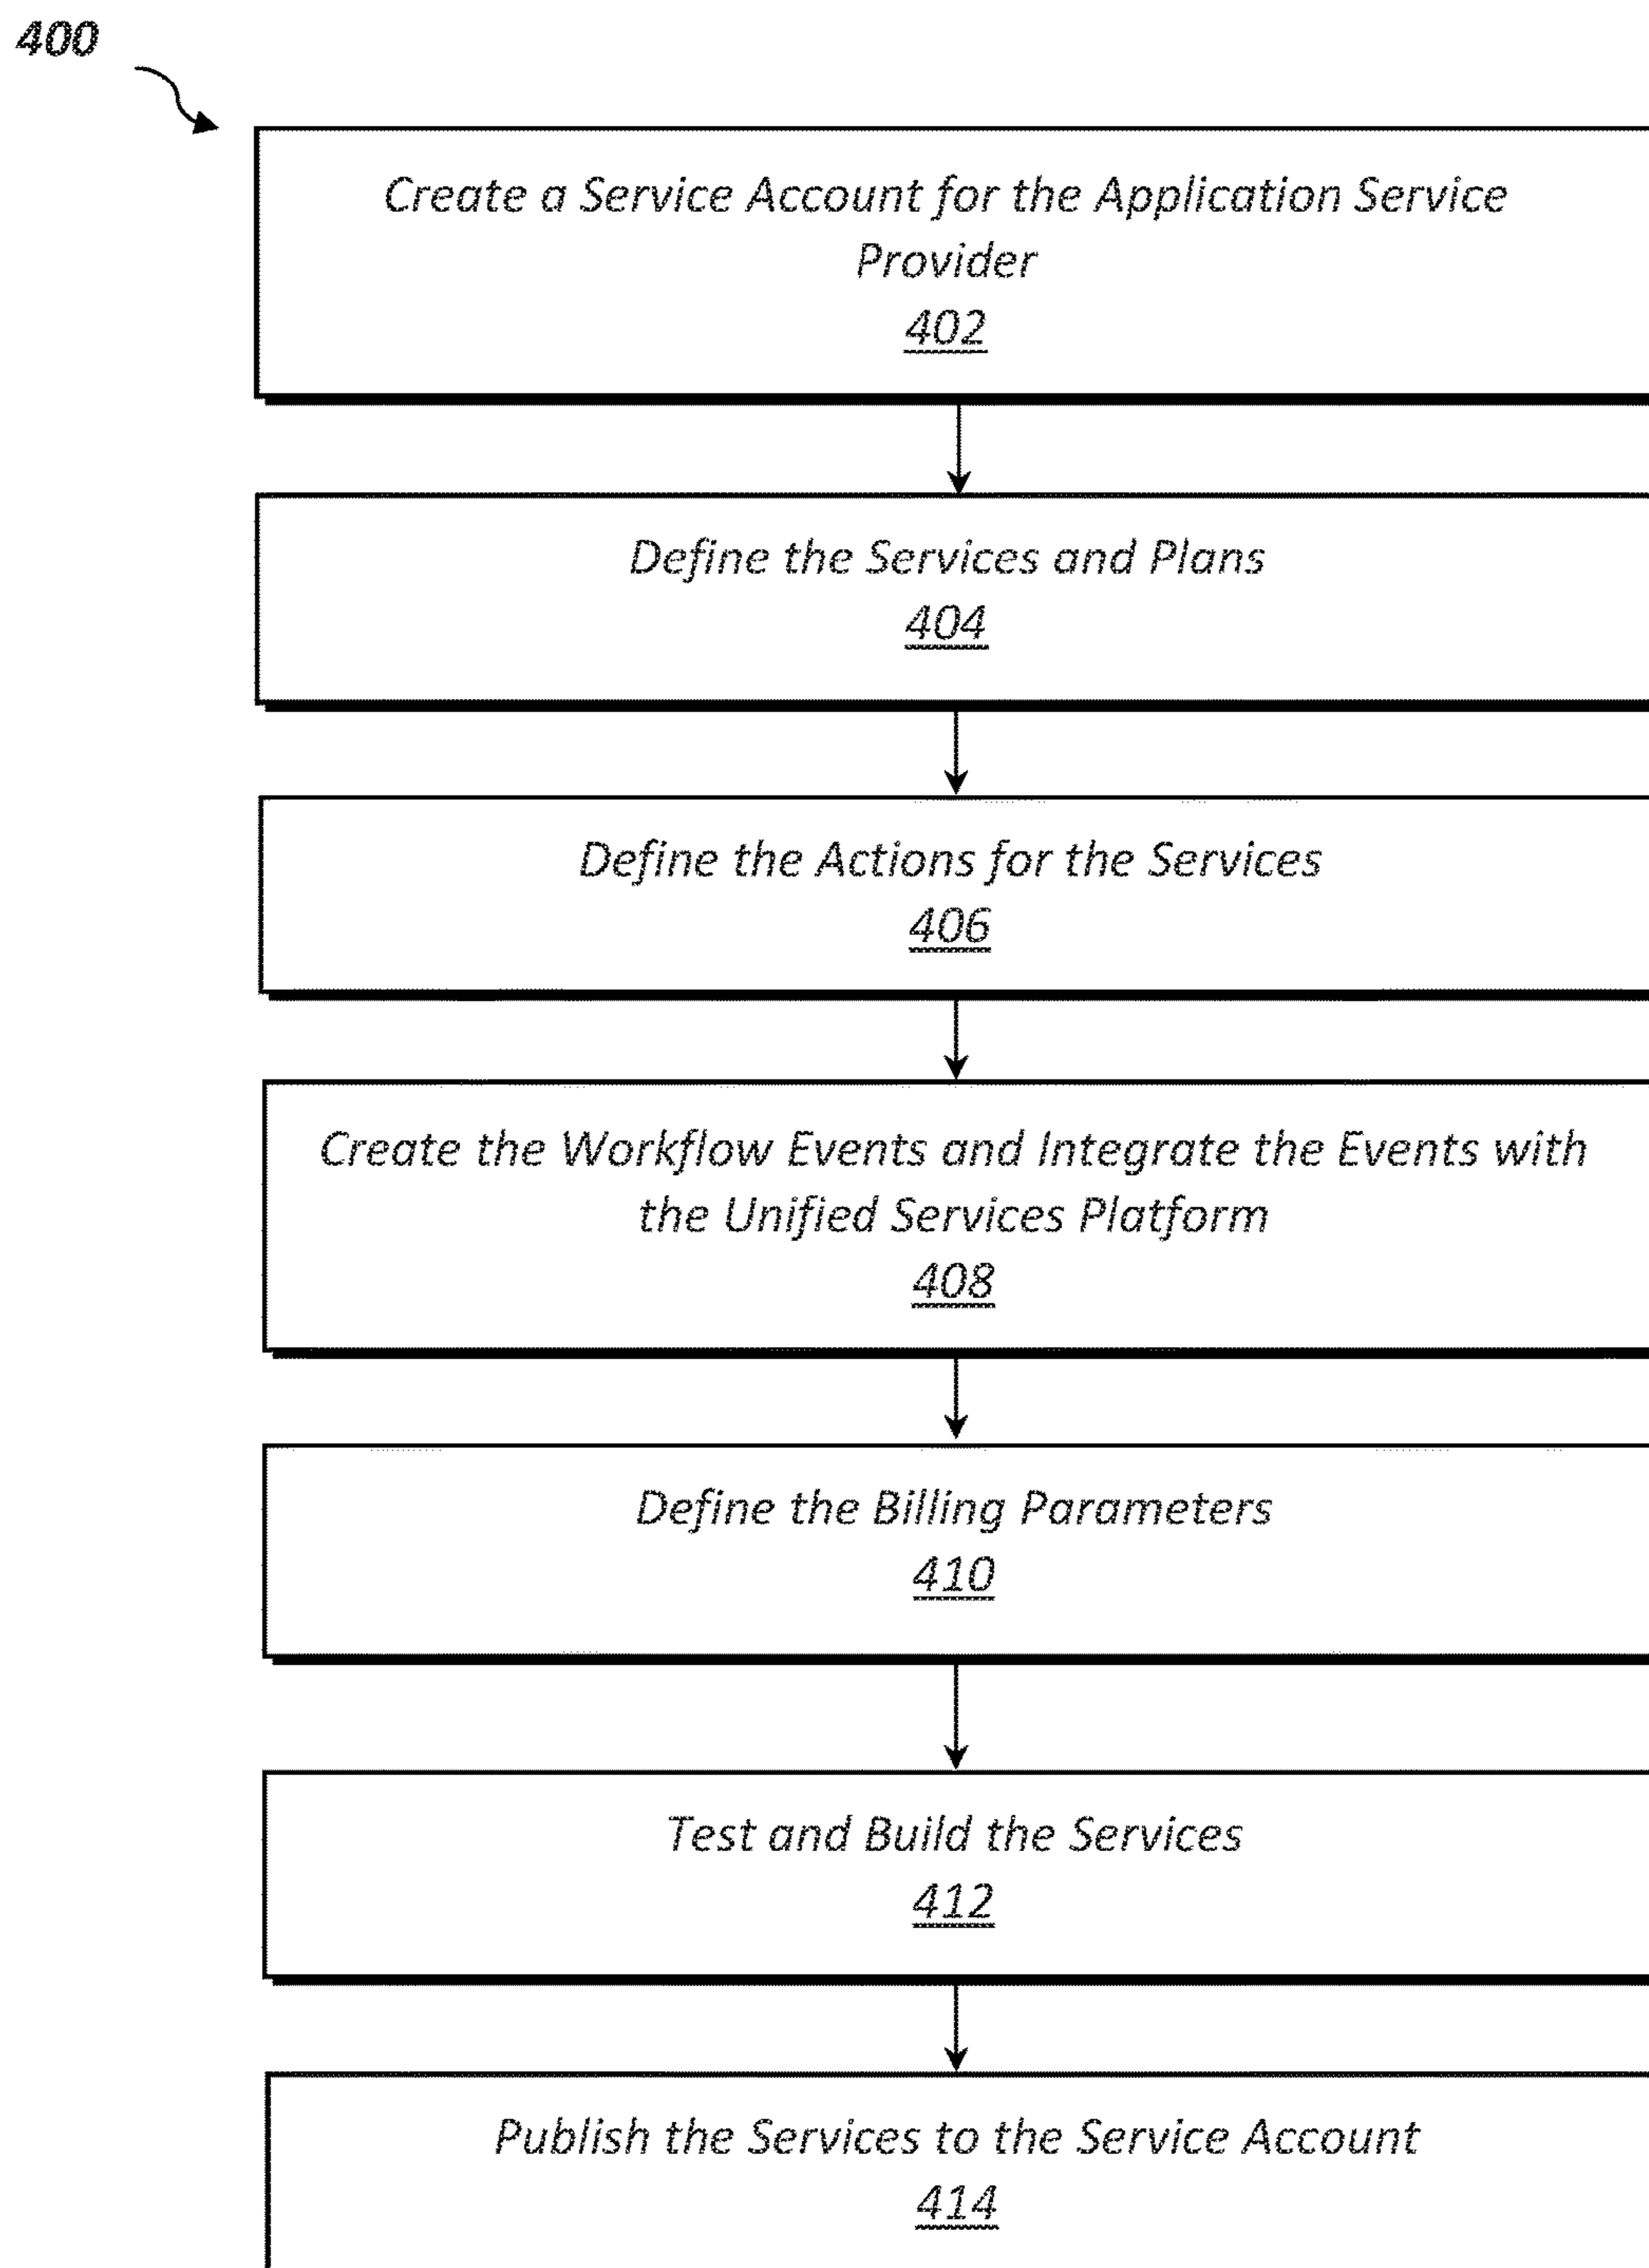 400
Create a Service Account for the Application Service
Provider
402
Define the Services and Plans
404
Define the Actions for the Services
406
Create the Workflow Events and Integrate the Events with
the Unified Services Platform
408
Define the Billing Parameters
410
Test and Build the Services
412
Publish the Services to the Service Account
414